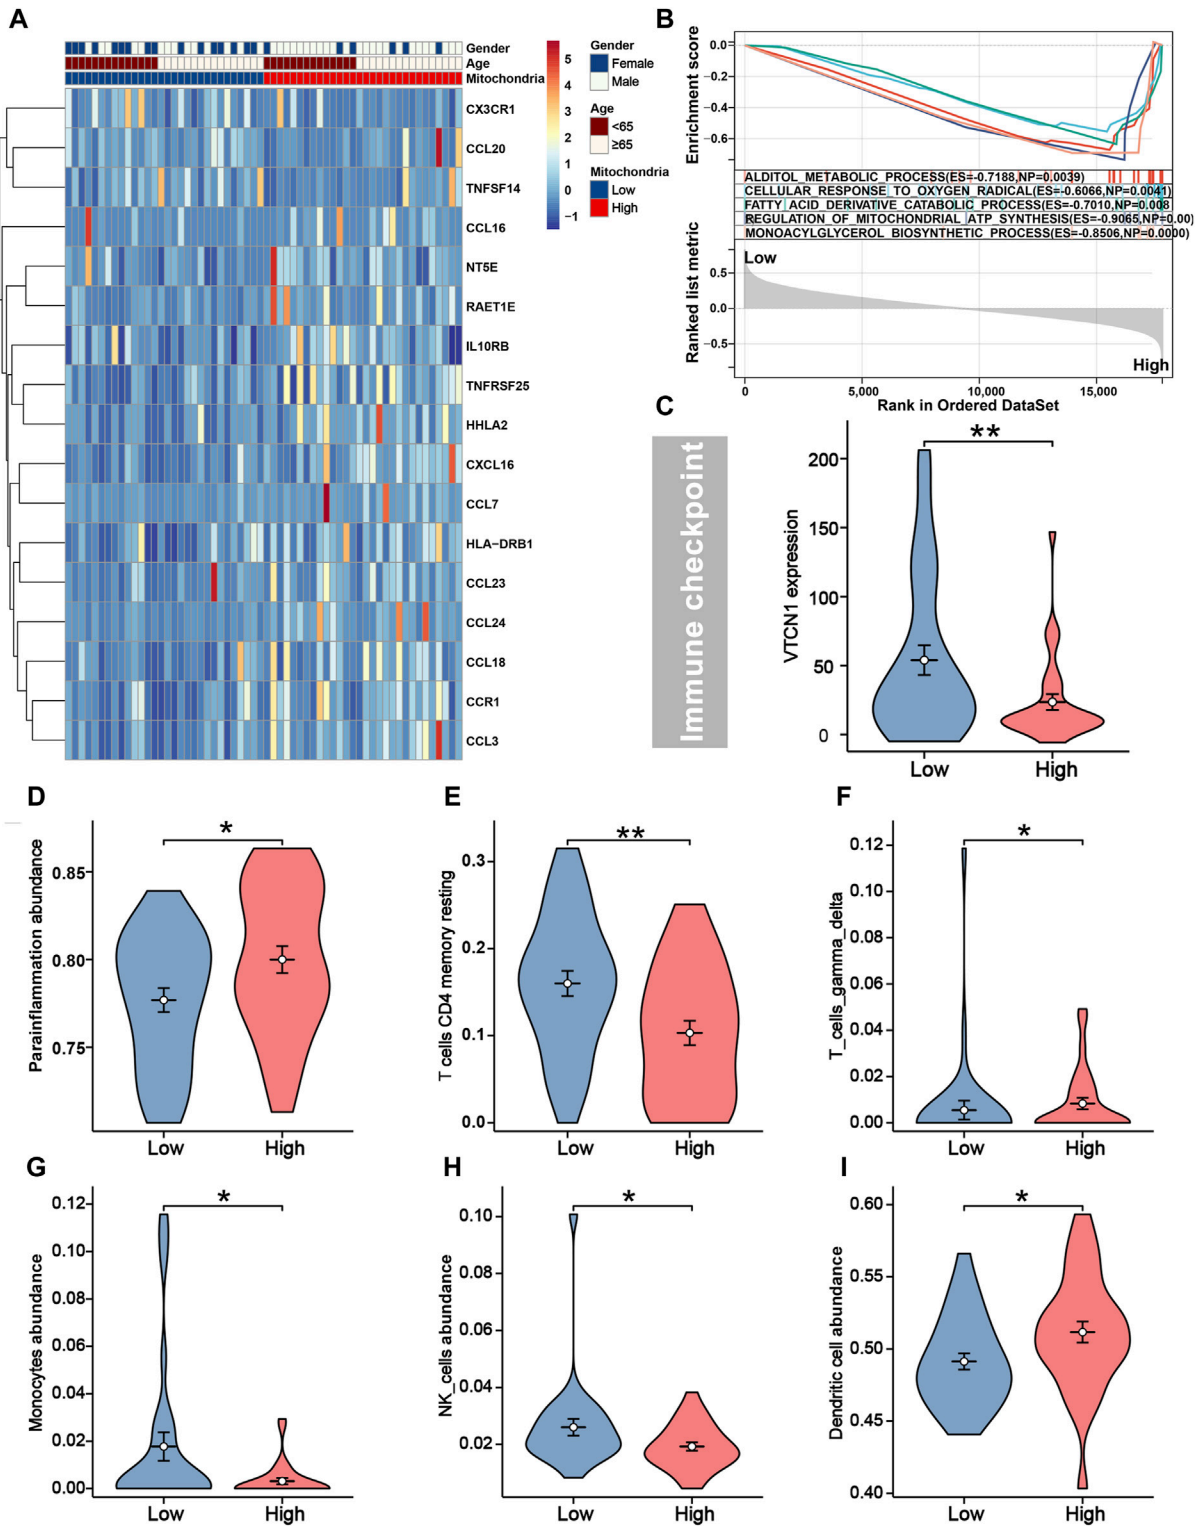 A
Gender
Age
Mitochondria
CX3CR1
CCL20
TNFSF14
CCL16
NT5E
RAET1E
IL10RB
TNFRSF25
HHLA2
CXCL16
CCL7
HLA-DRB1
CCL23
CCL24
CCL18
CCR1
CCL3
5
4
3
2
1
0
−1
Gender
Female
Male
Age
<65
≥65
Mitochondria
Low
High
B
Enrichment score
0.0
−0.2
−0.4
−0.6
ALDITOL_METABOLIC_PROCESS(ES=-0.7188,NP=0.0039)
CELLULAR_RESPONSE_TO_OXYGEN_RADICAL(ES=-0.6066,NP=0.0041)
FATTY_ACID_DERIVATIVE_CATABOLIC_PROCESS(ES=-0.7010,NP=0.008
REGULATION_OF_MITOCHONDRIAL_ATP_SYNTHESIS(ES=-0.9065,NP=0.00)
MONOACYLGLYCEROL_BIOSYNTHETIC_PROCESS(ES=-0.8506,NP=0.0000)
Ranked list metric
Low
0.5
0.0
−0.5
High
0
5,000
10,000
15,000
Rank in Ordered DataSet
C
Immune checkpoint
VTCN1 expression
**
200
150
100
50
0
Low
High
D
Parainflammation abundance
*
0.85
0.80
0.75
Low
High
E
T cells CD4 memory resting
**
0.3
0.2
0.1
0.0
Low
High
F
T_cells_gamma_delta
*
0.12
0.10
0.08
0.06
0.04
0.02
0.00
Low
High
G
Monocytes abundance
*
0.12
0.10
0.08
0.06
0.04
0.02
0.00
Low
High
H
NK_cells abundance
*
0.10
0.08
0.06
0.04
0.02
Low
High
I
Dendritic cell abundance
*
0.60
0.55
0.50
0.45
0.40
Low
High